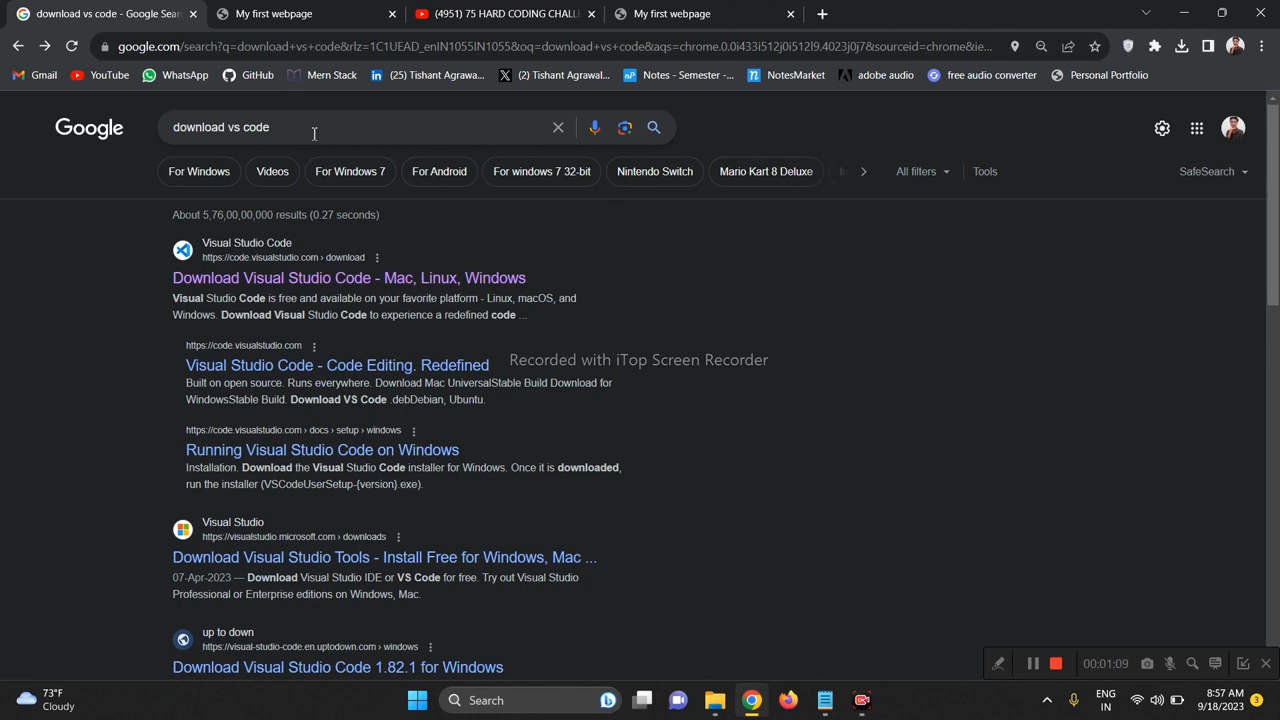 download vs code - Google Sear
My first webpage
(4951) 75 HARD CODING CHALL
My first webpage
google.com/search?q=download+vs+code&rlz=1C1UEAD_enIN1055IN1055&oq=download+vs+code&aqs=chrome.0.0i433i512j0i512l9.4023j0j7&sourceid=chrome&ie...
Gmail YouTube WhatsApp GitHub Mern Stack (25) Tishant Agrawa... (2) Tishant Agrawal... Notes - Semester -... NotesMarket adobe audio free audio converter Personal Portfolio
Google
download vs code
For Windows Videos For Windows 7 For Android For windows 7 32-bit Nintendo Switch Mario Kart 8 Deluxe All filters Tools SafeSearch
About 5,76,00,00,000 results (0.27 seconds)
Visual Studio Code
https://code.visualstudio.com › download
Download Visual Studio Code - Mac, Linux, Windows
Visual Studio Code is free and available on your favorite platform - Linux, macOS, and
Windows. Download Visual Studio Code to experience a redefined code ...
https://code.visualstudio.com
Visual Studio Code - Code Editing. Redefined
Recorded with iTop Screen Recorder
Built on open source. Runs everywhere. Download Mac UniversalStable Build Download for
WindowsStable Build. Download VS Code .debDebian, Ubuntu.
https://code.visualstudio.com › docs › setup › windows
Running Visual Studio Code on Windows
Installation. Download the Visual Studio Code installer for Windows. Once it is downloaded,
run the installer (VSCodeUserSetup-{version}.exe).
Visual Studio
https://visualstudio.microsoft.com › downloads
Download Visual Studio Tools - Install Free for Windows, Mac ...
07-Apr-2023 — Download Visual Studio IDE or VS Code for free. Try out Visual Studio
Professional or Enterprise editions on Windows, Mac.
up to down
https://visual-studio-code.en.uptodown.com › windows
Download Visual Studio Code 1.82.1 for Windows
00:01:09
73°F
Cloudy
Search
ENG
IN
8:57 AM
9/18/2023
3